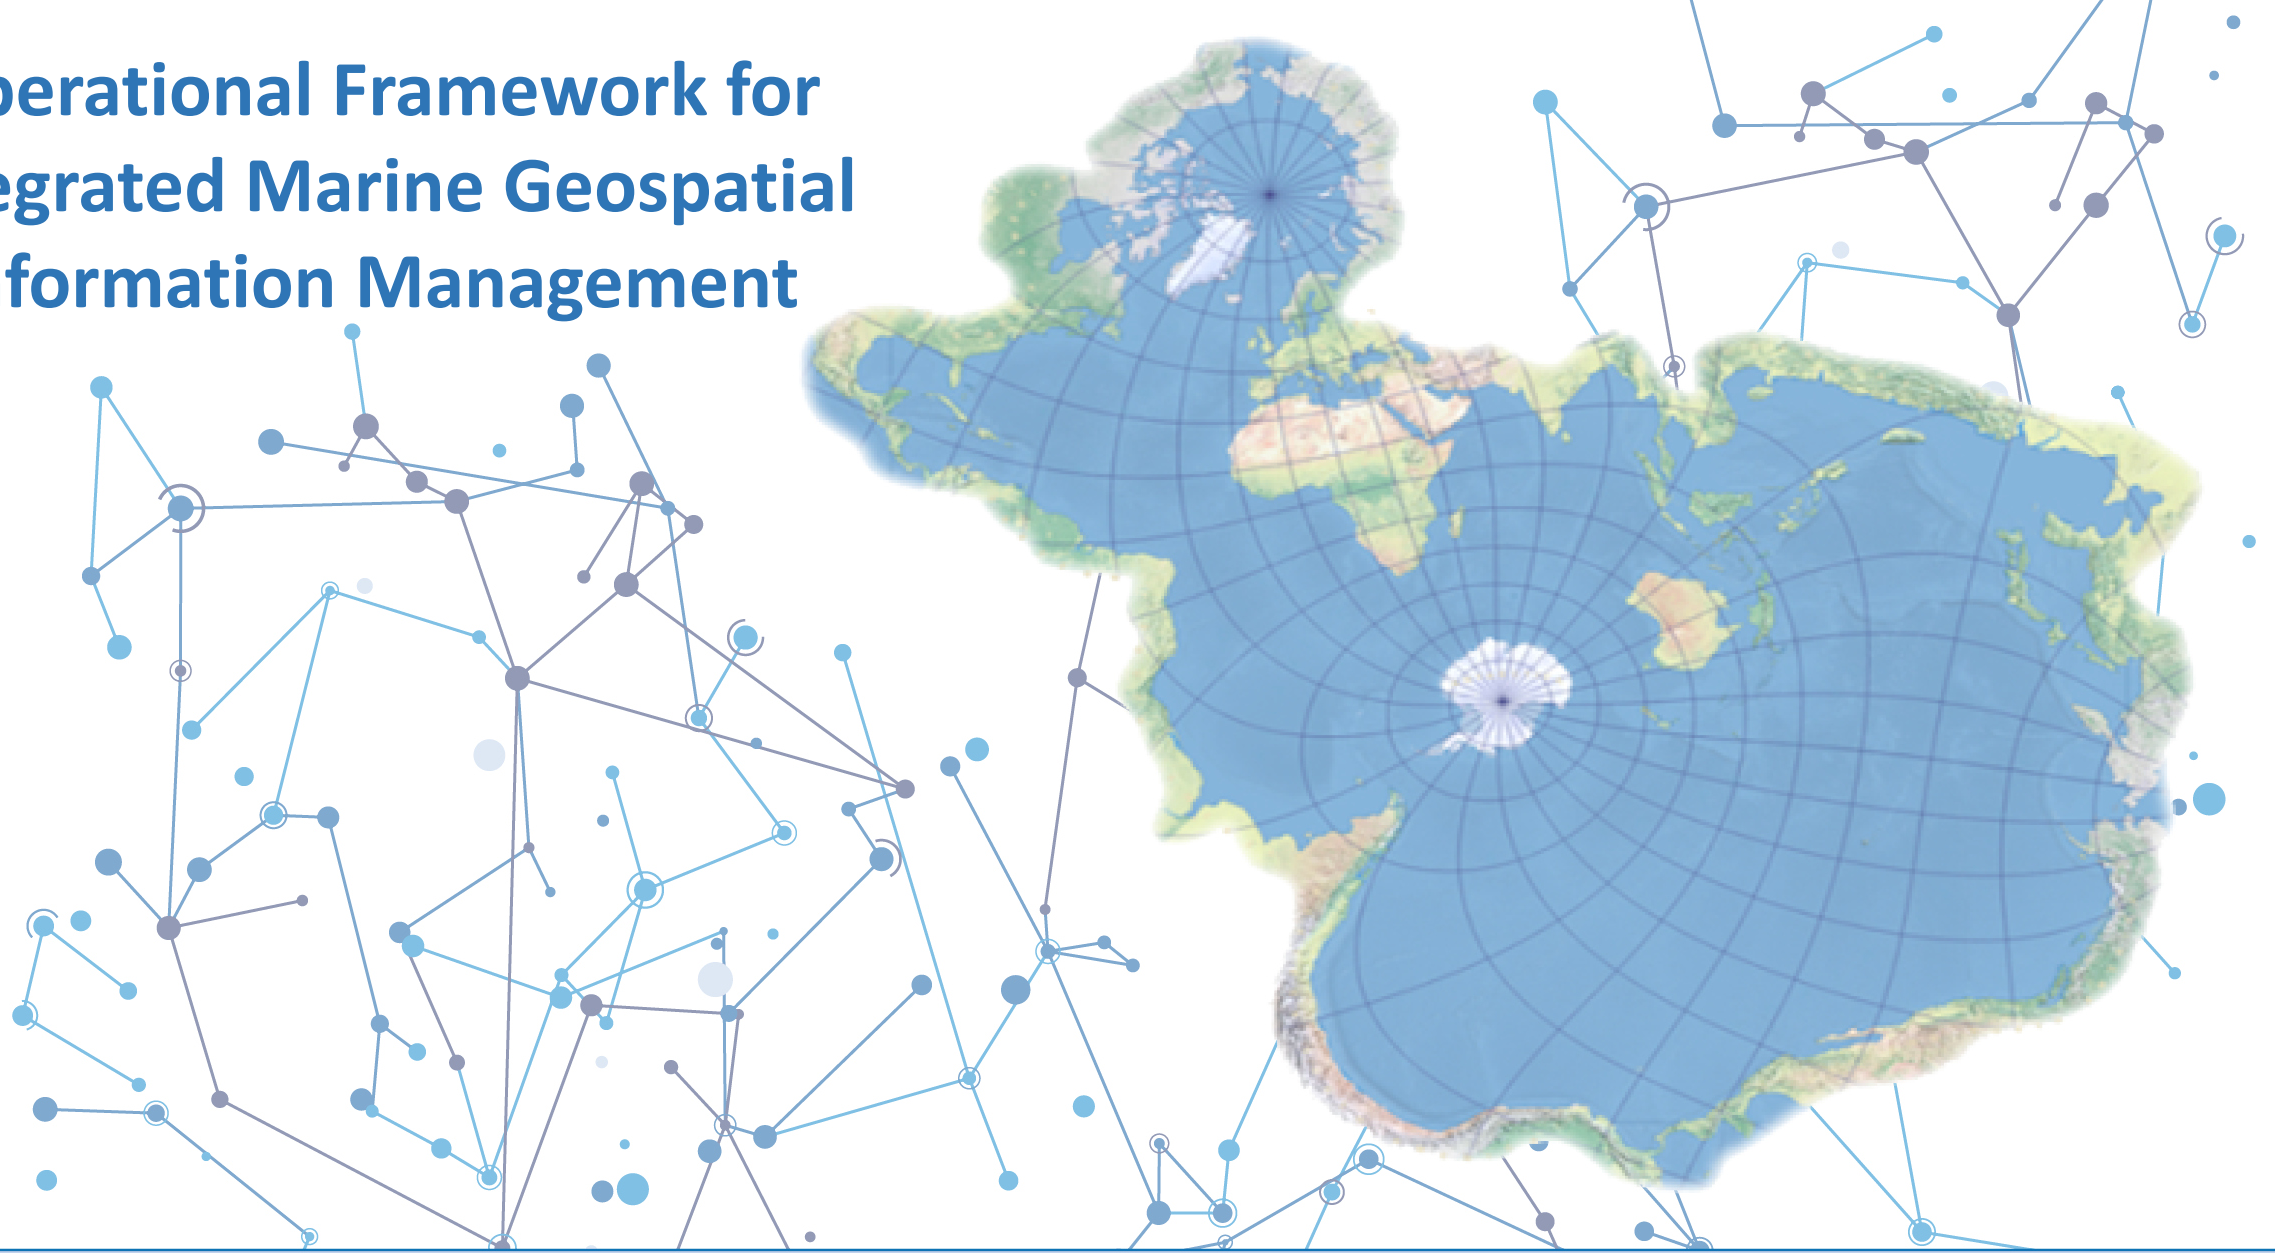 perational Framework for
egrated Marine Geospatial
formation Management